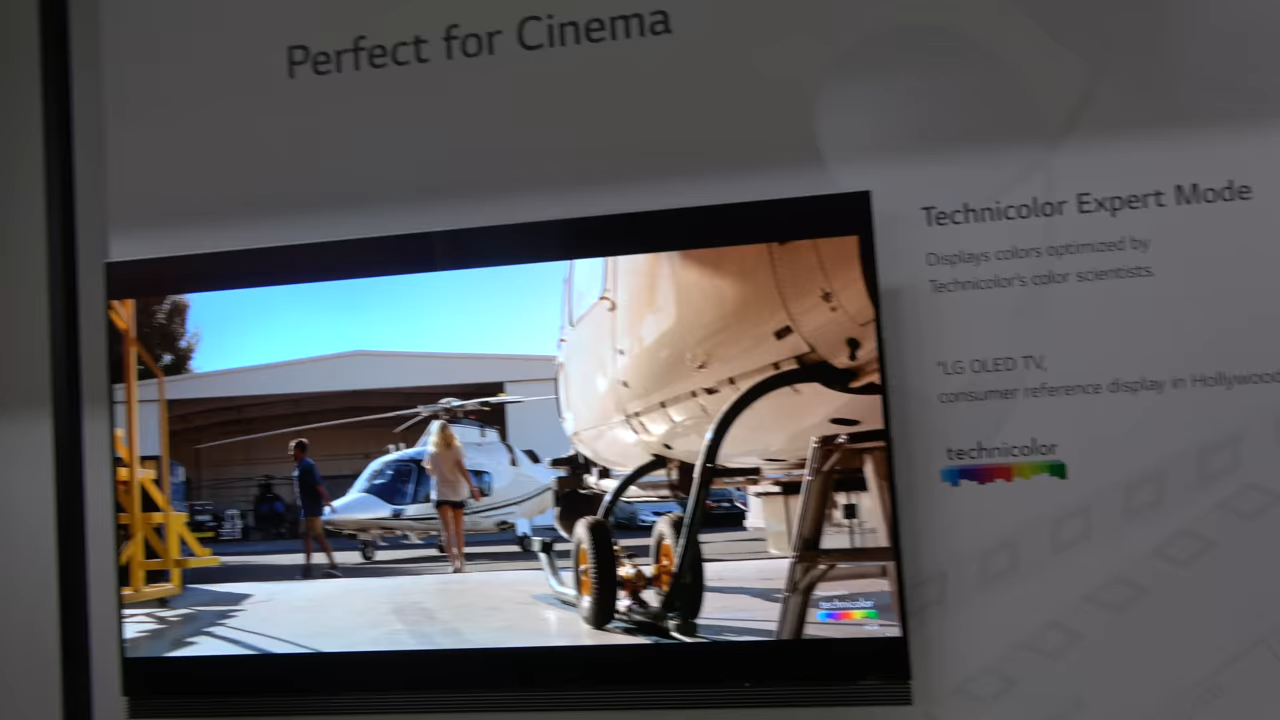 Perfect for Cinema
Technicolor Expert Mode
Displays colors optimized by
Technicolor's color scientists.
"LG OLED TV,
consumer reference display in Hollywood
technicolor
technicolor